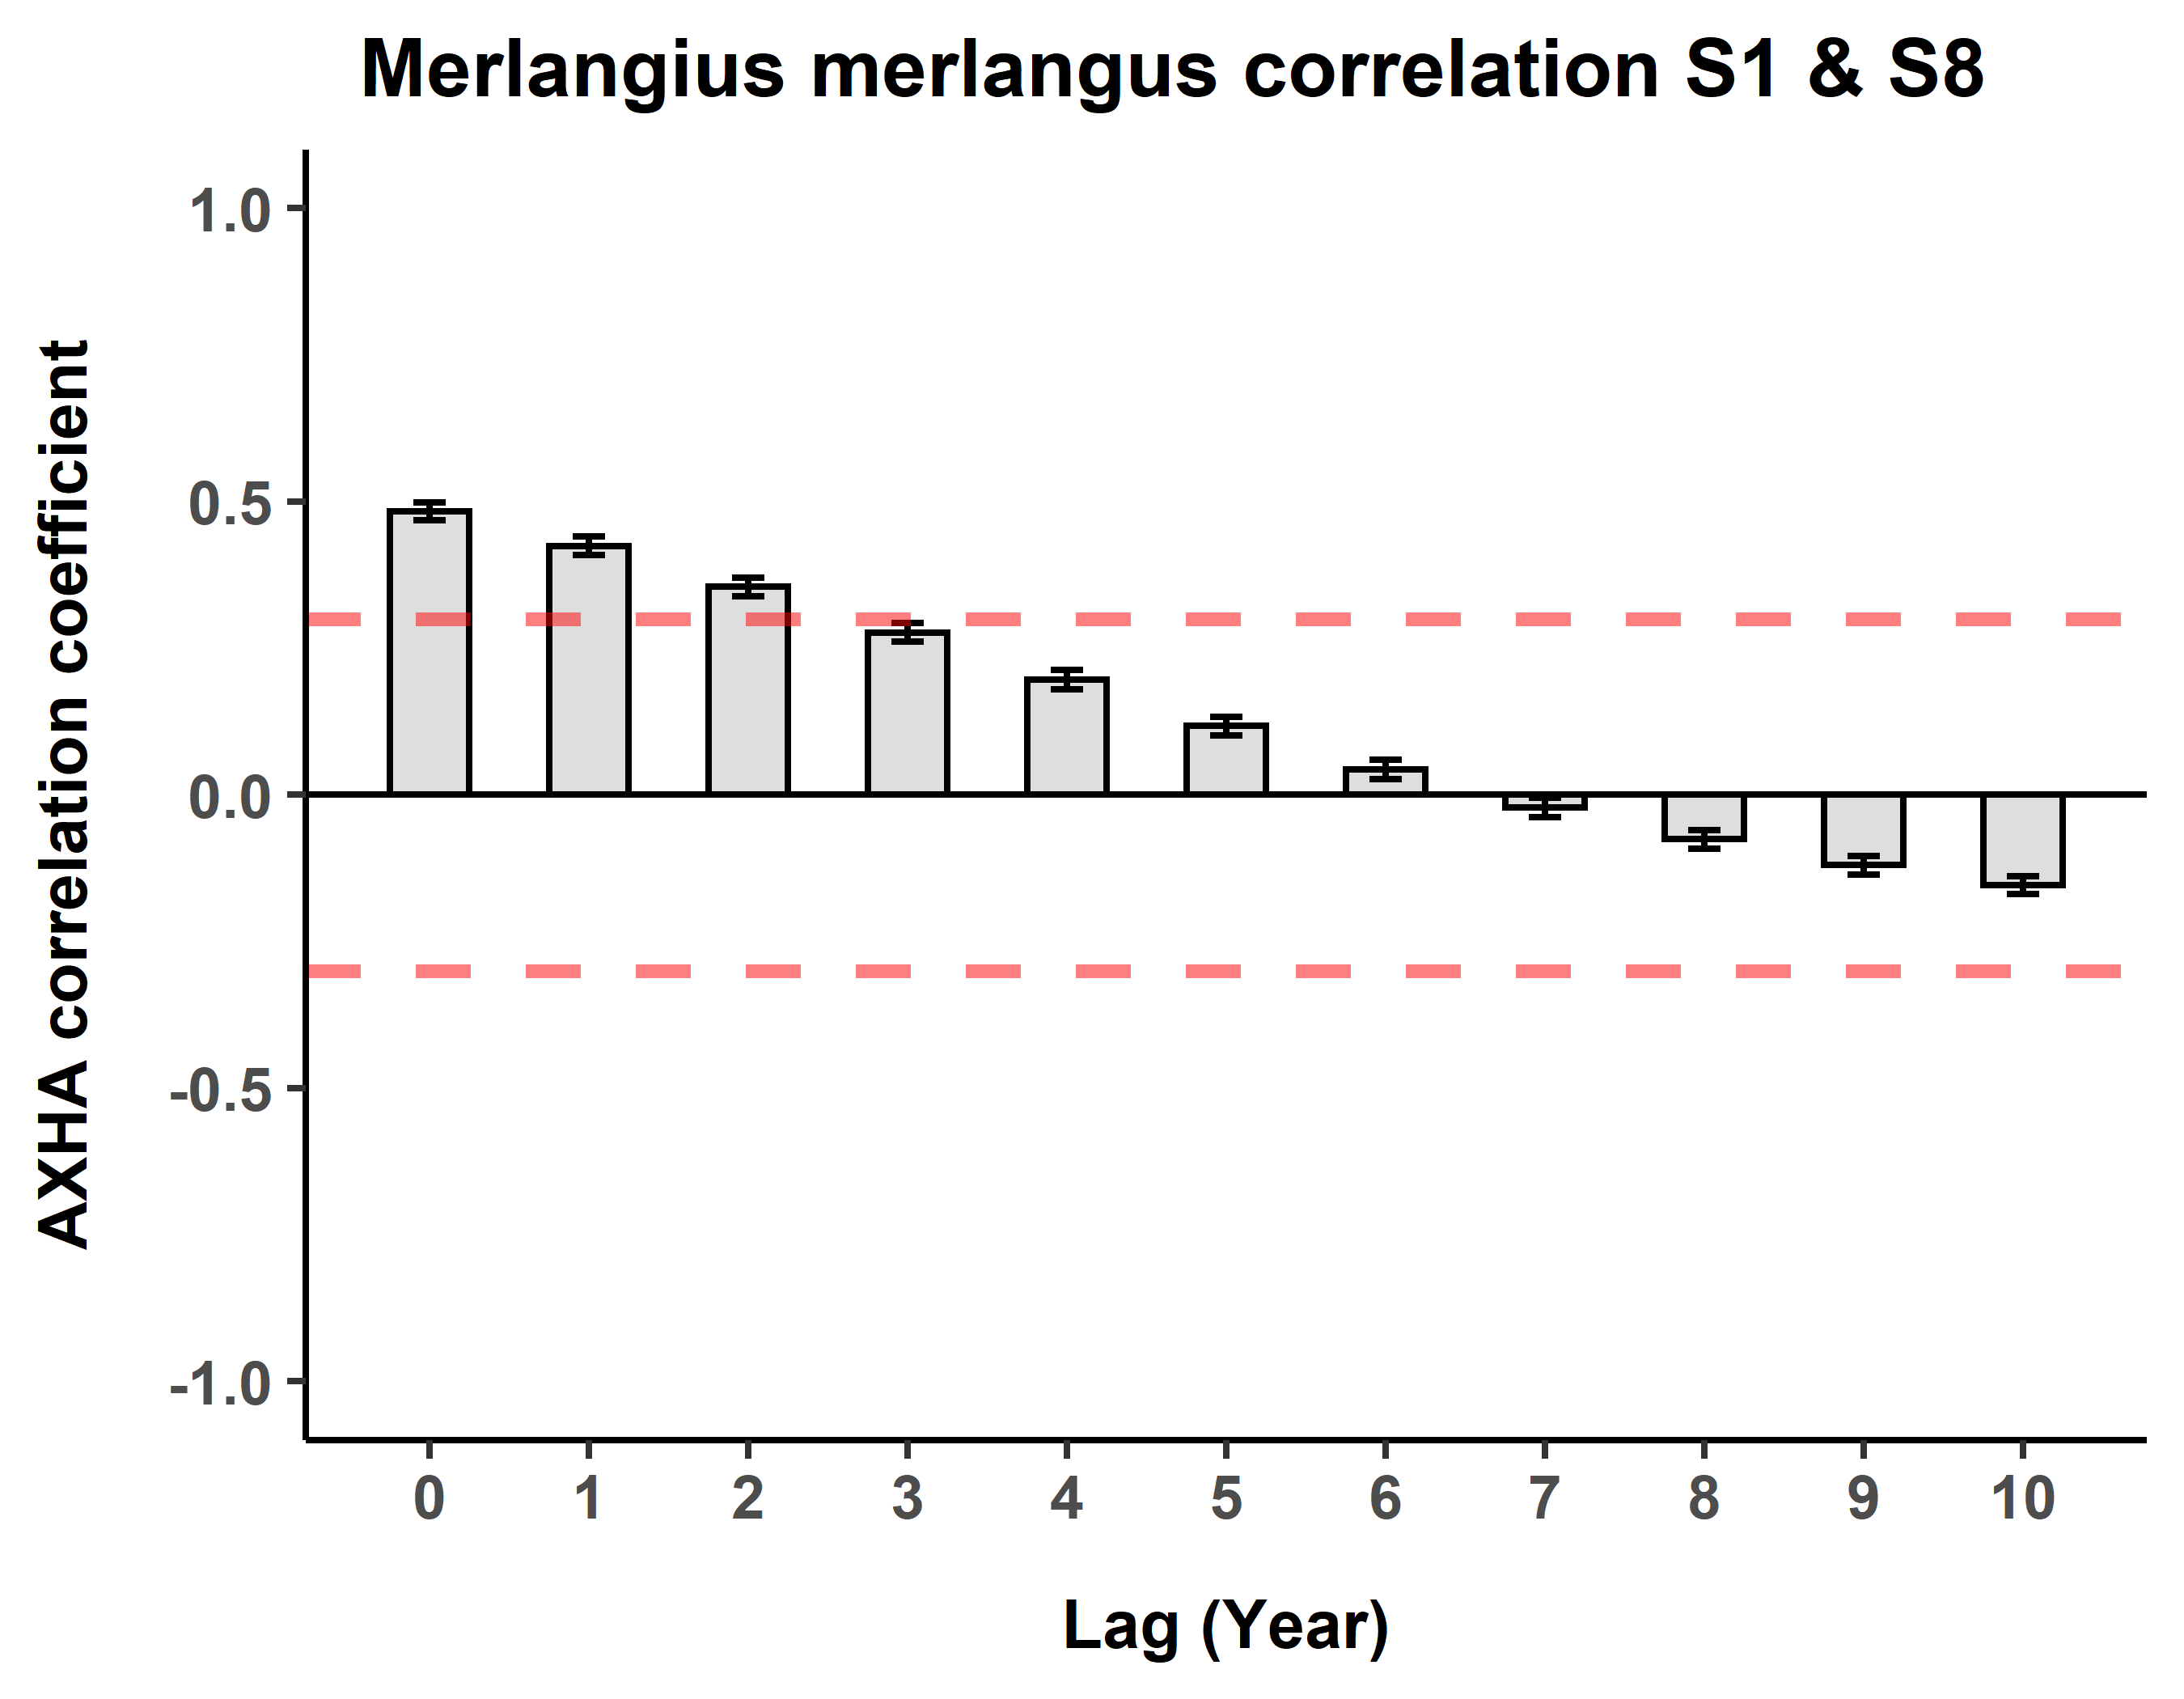 Merlangius merlangus correlation S1 & S8
AXHA correlation coefficient
1.0
0.5
0.0
-0.5
-1.0
0 1 2 3 4 5 6 7 8 9 10
Lag (Year)